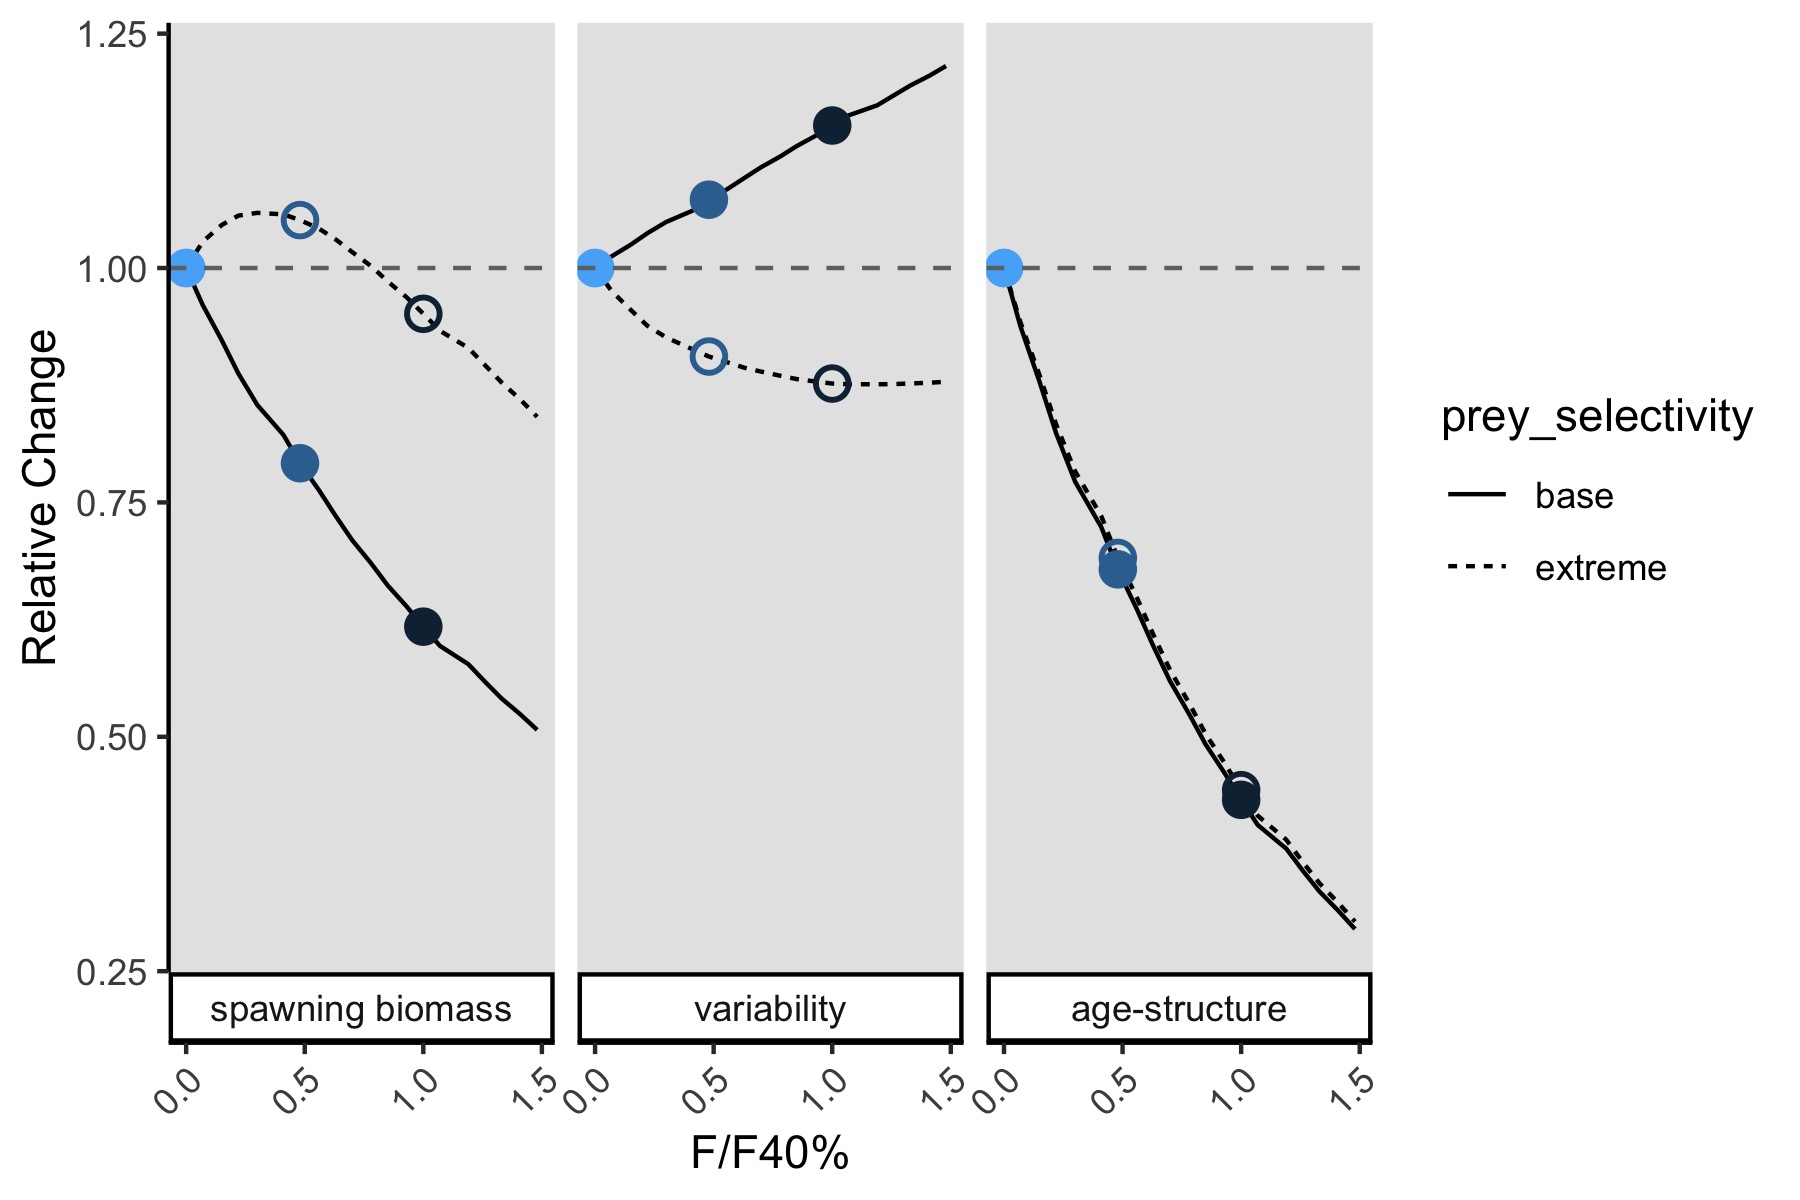 Relative Change
1.25
1.00
0.75
0.50
0.25
spawning biomass
variability
age-structure
0.0 0.5 1.0 1.5
0.0 0.5 1.0 1.5
0.0 0.5 1.0 1.5
F/F40%
prey_selectivity
base
extreme